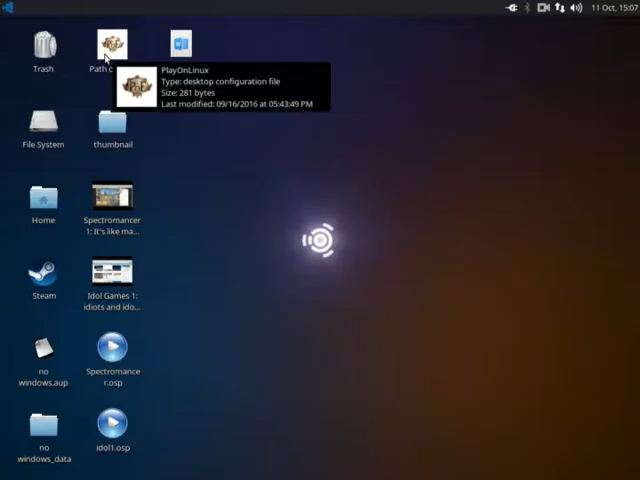 11 Oct, 15:07
Trash
Path
PlayOnLinux
Type: desktop configuration file
Size: 281 bytes
Last modified: 09/16/2016 at 05:43:49 PM
File System
thumbnail
Home
Spectromancer
1: It's like ma...
Steam
Idol Games 1:
idiots and ido...
no
windows.aup
Spectromance
r.osp
no
windows_data
idol1.osp